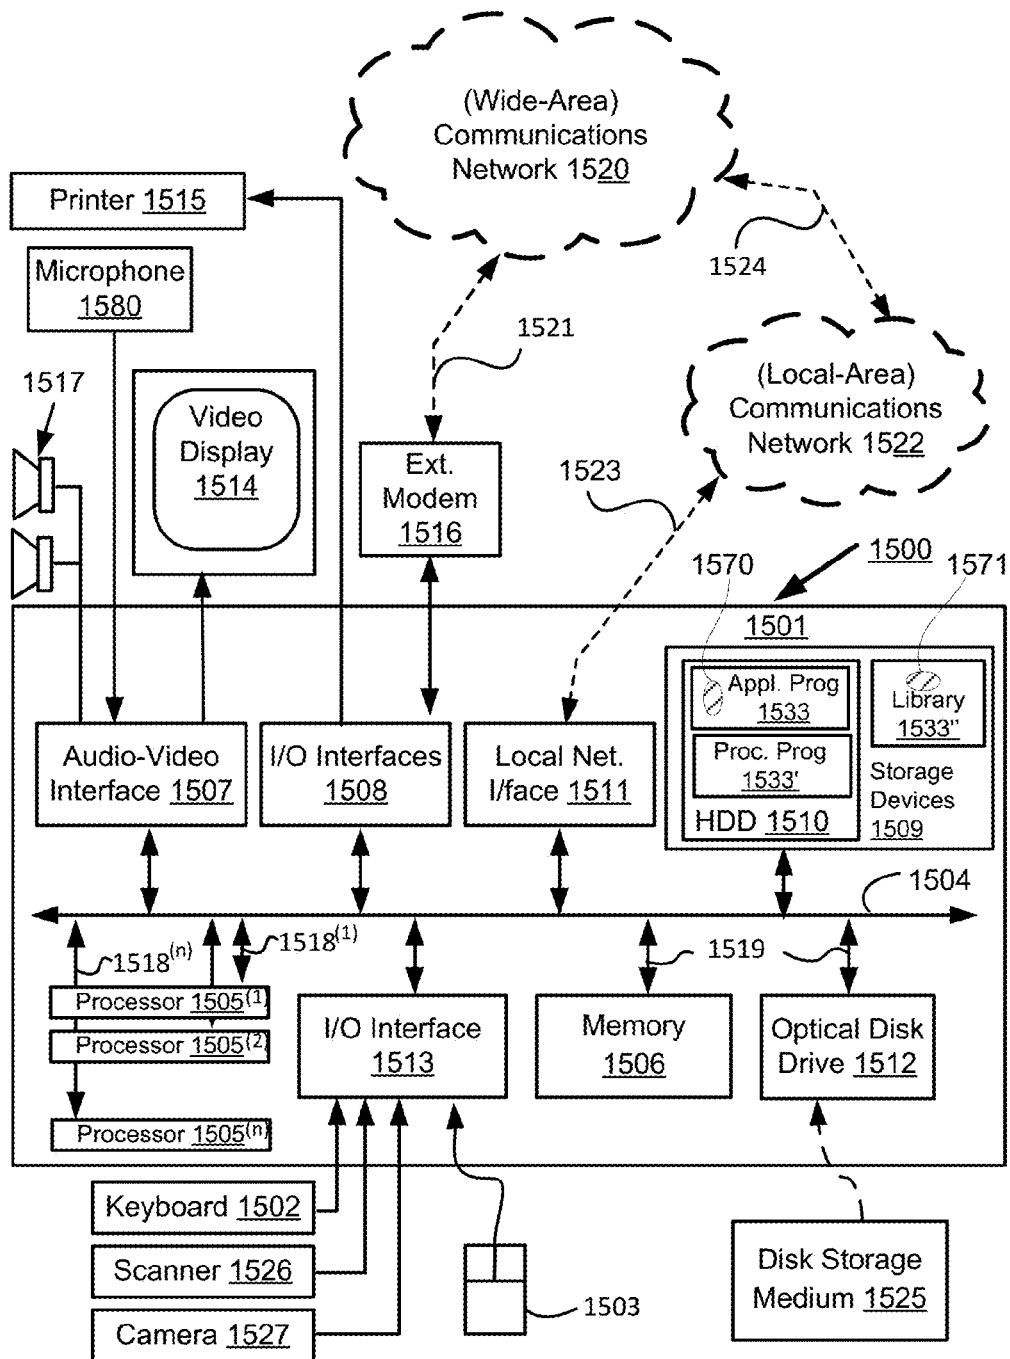 (Wide-Area)
Communications
Network 1520
Printer 1515
1524
Microphone
1580
1521
(Local-Area)
Communications
Network 1522
1517
Video
Display
1514
Ext.
Modem
1516
1523
1500
1570
1571
1501
Appl. Prog
1533
Library
1533"
Proc. Prog
1533'
HDD 1510
Storage
Devices
1509
Audio-Video
Interface 1507
I/O Interfaces
1508
Local Net.
I/face 1511
1504
1518(n)
1518(1)
1519
Processor 1505(1)
Processor 1505(2)
Processor 1505(n)
I/O Interface
1513
Memory
1506
Optical Disk
Drive 1512
Keyboard 1502
Scanner 1526
Camera 1527
1503
Disk Storage
Medium 1525